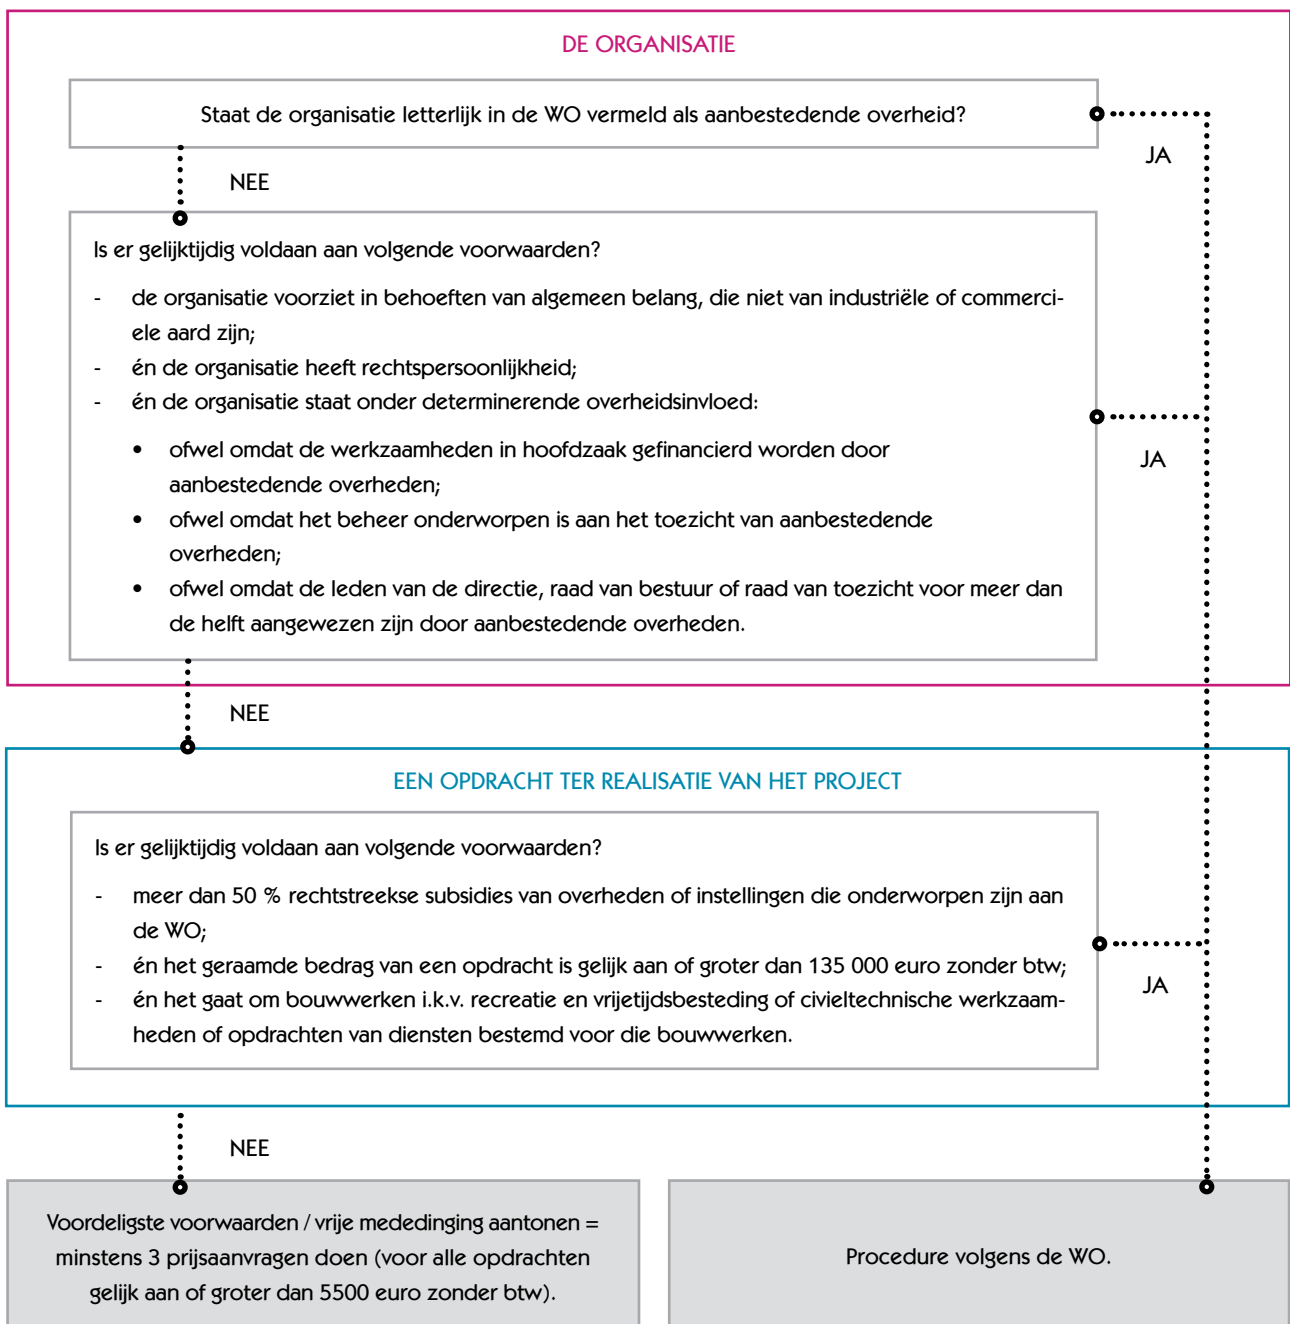 DE ORGANISATIE
Staat de organisatie letterlijk in de WO vermeld als aanbestedende overheid?
JA
NEE
Is er gelijktijdig voldaan aan volgende voorwaarden?
- de organisatie voorziet in behoeften van algemeen belang, die niet van industriële of commerci-
ele aard zijn;
- én de organisatie heeft rechtspersoonlijkheid;
- én de organisatie staat onder determinerende overheidsinvloed:
• ofwel omdat de werkzaamheden in hoofdzaak gefinancierd worden door
aanbestedende overheden;
• ofwel omdat het beheer onderworpen is aan het toezicht van aanbestedende
overheden;
• ofwel omdat de leden van de directie, raad van bestuur of raad van toezicht voor meer dan
de helft aangewezen zijn door aanbestedende overheden.
JA
NEE
EEN OPDRACHT TER REALISATIE VAN HET PROJECT
Is er gelijktijdig voldaan aan volgende voorwaarden?
- meer dan 50 % rechtstreekse subsidies van overheden of instellingen die onderworpen zijn aan
de WO;
- én het geraamde bedrag van een opdracht is gelijk aan of groter dan 135 000 euro zonder btw;
- én het gaat om bouwwerken i.k.v. recreatie en vrijetijdsbesteding of civieltechnische werkzaam-
heden of opdrachten van diensten bestemd voor die bouwwerken.
JA
NEE
Voordeligste voorwaarden / vrije mededinging aantonen =
minstens 3 prijsaanvragen doen (voor alle opdrachten
gelijk aan of groter dan 5500 euro zonder btw).
Procedure volgens de WO.